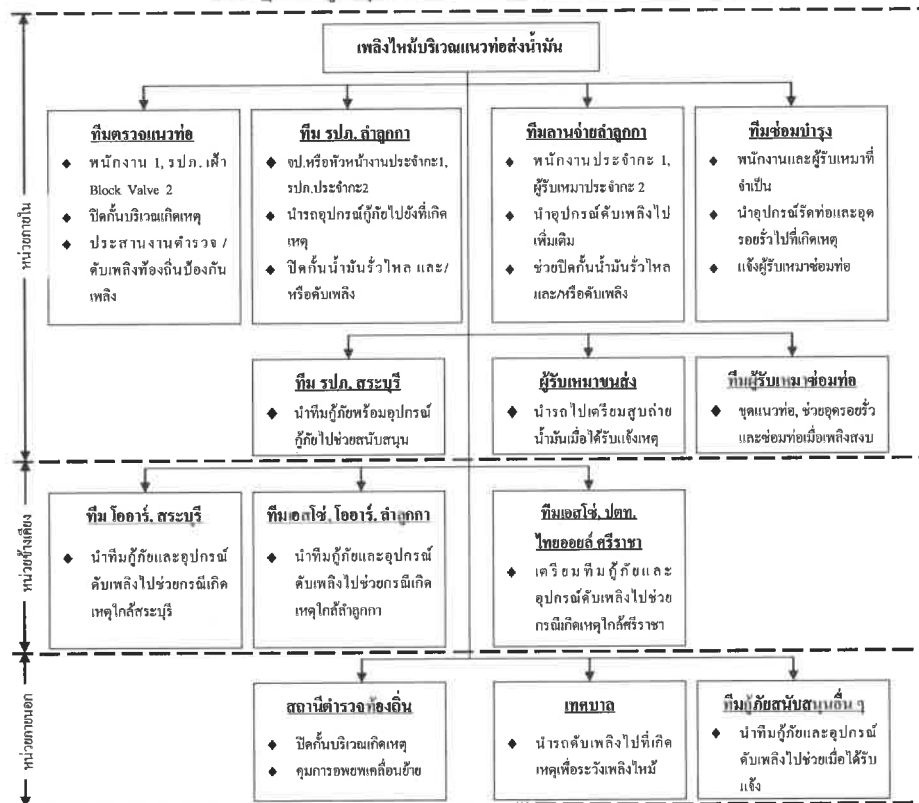 เพลิงไหม้บริเวณแนวท่อส่งน้ำมัน
หน่วยภายใน
ทีมตรวจแนวท่อ
◆ พนักงาน 1, รปภ. เฝ้า
Block Valve 2
◆ ปิดกั้นบริเวณเกิดเหตุ
◆ ประสานงานตำรวจ /
ดับเพลิงท้องถิ่นป้องกัน
เพลิง
ทีม รปภ. ลำลูกกา
◆ จป.หรือหัวหน้างานประจำกะ1,
รปภ.ประจำกะ2
◆ นำรถอุปกรณ์กู้ภัยไปยังที่เกิด
เหตุ
◆ ปิดกั้นน้ำมันรั่วไหล และ/
หรือดับเพลิง
ทีมลานจ่ายลำลูกกา
◆ พนักงานประจำกะ 1,
ผู้รับเหมาประจำกะ 2
◆ นำอุปกรณ์ดับเพลิงไป
เพิ่มเติม
◆ ช่วยปิดกั้นน้ำมันรั่วไหล
และ/หรือดับเพลิง
ทีมซ่อมบำรุง
◆ พนักงานและผู้รับเหมาที่
จำเป็น
◆ นำอุปกรณ์รัดท่อและอุด
รอยรั่วไปที่เกิดเหตุ
◆ แจ้งผู้รับเหมาซ่อมท่อ
ทีม รปภ. สระบุรี
◆ นำทีมกู้ภัยพร้อมอุปกรณ์
กู้ภัยไปช่วยสนับสนุน
ผู้รับเหมาขนส่ง
◆ นำรถไปเตรียมสูบถ่าย
น้ำมันเมื่อได้รับแจ้งเหตุ
ทีมผู้รับเหมาซ่อมท่อ
◆ ขุดแนวท่อ, ช่วยอุดรอยรั่ว
และซ่อมท่อเมื่อเพลิงสงบ
หน่วยข้างเคียง
ทีม โออาร์. สระบุรี
◆ นำทีมกู้ภัยและอุปกรณ์
ดับเพลิงไปช่วยกรณีเกิด
เหตุใกล้สระบุรี
ทีมเอสโซ่, โออาร์. ลำลูกกา
◆ นำทีมกู้ภัยและอุปกรณ์
ดับเพลิงไปช่วยกรณีเกิด
เหตุใกล้ลำลูกกา
ทีมเอสโซ่, ปตท.
ไทยออยล์ ศรีราชา
◆ เตรียมทีมกู้ภัยและ
อุปกรณ์ดับเพลิงไปช่วย
กรณีเกิดเหตุใกล้ศรีราชา
หน่วยภายนอก
สถานีตำรวจท้องถิ่น
◆ ปิดกั้นบริเวณเกิดเหตุ
◆ คุมการอพยพเคลื่อนย้าย
เทศบาล
◆ นำรถดับเพลิงไปที่เกิด
เหตุเพื่อระวังเพลิงไหม้
ทีมกู้ภัยสนับสนุนอื่น ๆ
◆ นำทีมกู้ภัยและอุปกรณ์
ดับเพลิงไปช่วยเมื่อได้รับ
แจ้ง